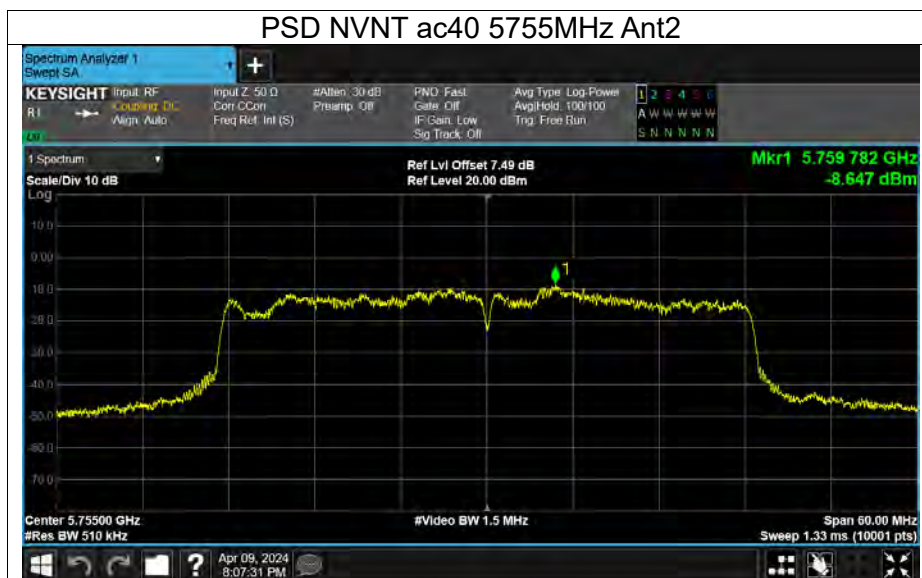 PSD NVNT ac40 5755MHz Ant2
Spectrum Analyzer 1
Swept SA
+
KEYSIGHT Input: RF Input Z: 50 Ω #Atten: 30 dB PNO: Fast Avg Type: Log-Power 1 2 3 4 5 6
Coupling: DC Corr CCorr Preamp: Off Gate: Off Avg|Hold: 100/100 A W W W W W
Align: Auto Freq Ref: Int (S) IF Gain: Low Trig: Free Run
Sig Track: Off S N N N N N
1 Spectrum
Ref Lvl Offset 7.49 dB Mkr1 5.759 782 GHz
Scale/Div 10 dB Ref Level 20.00 dBm -8.647 dBm
Log
10.0
0.00
-10.0
-20.0
-30.0
-40.0
-50.0
-60.0
-70.0
1
Center 5.75500 GHz #Video BW 1.5 MHz Span 60.00 MHz
#Res BW 510 kHz Sweep 1.33 ms (10001 pts)
? Apr 09, 2024
8:07:31 PM